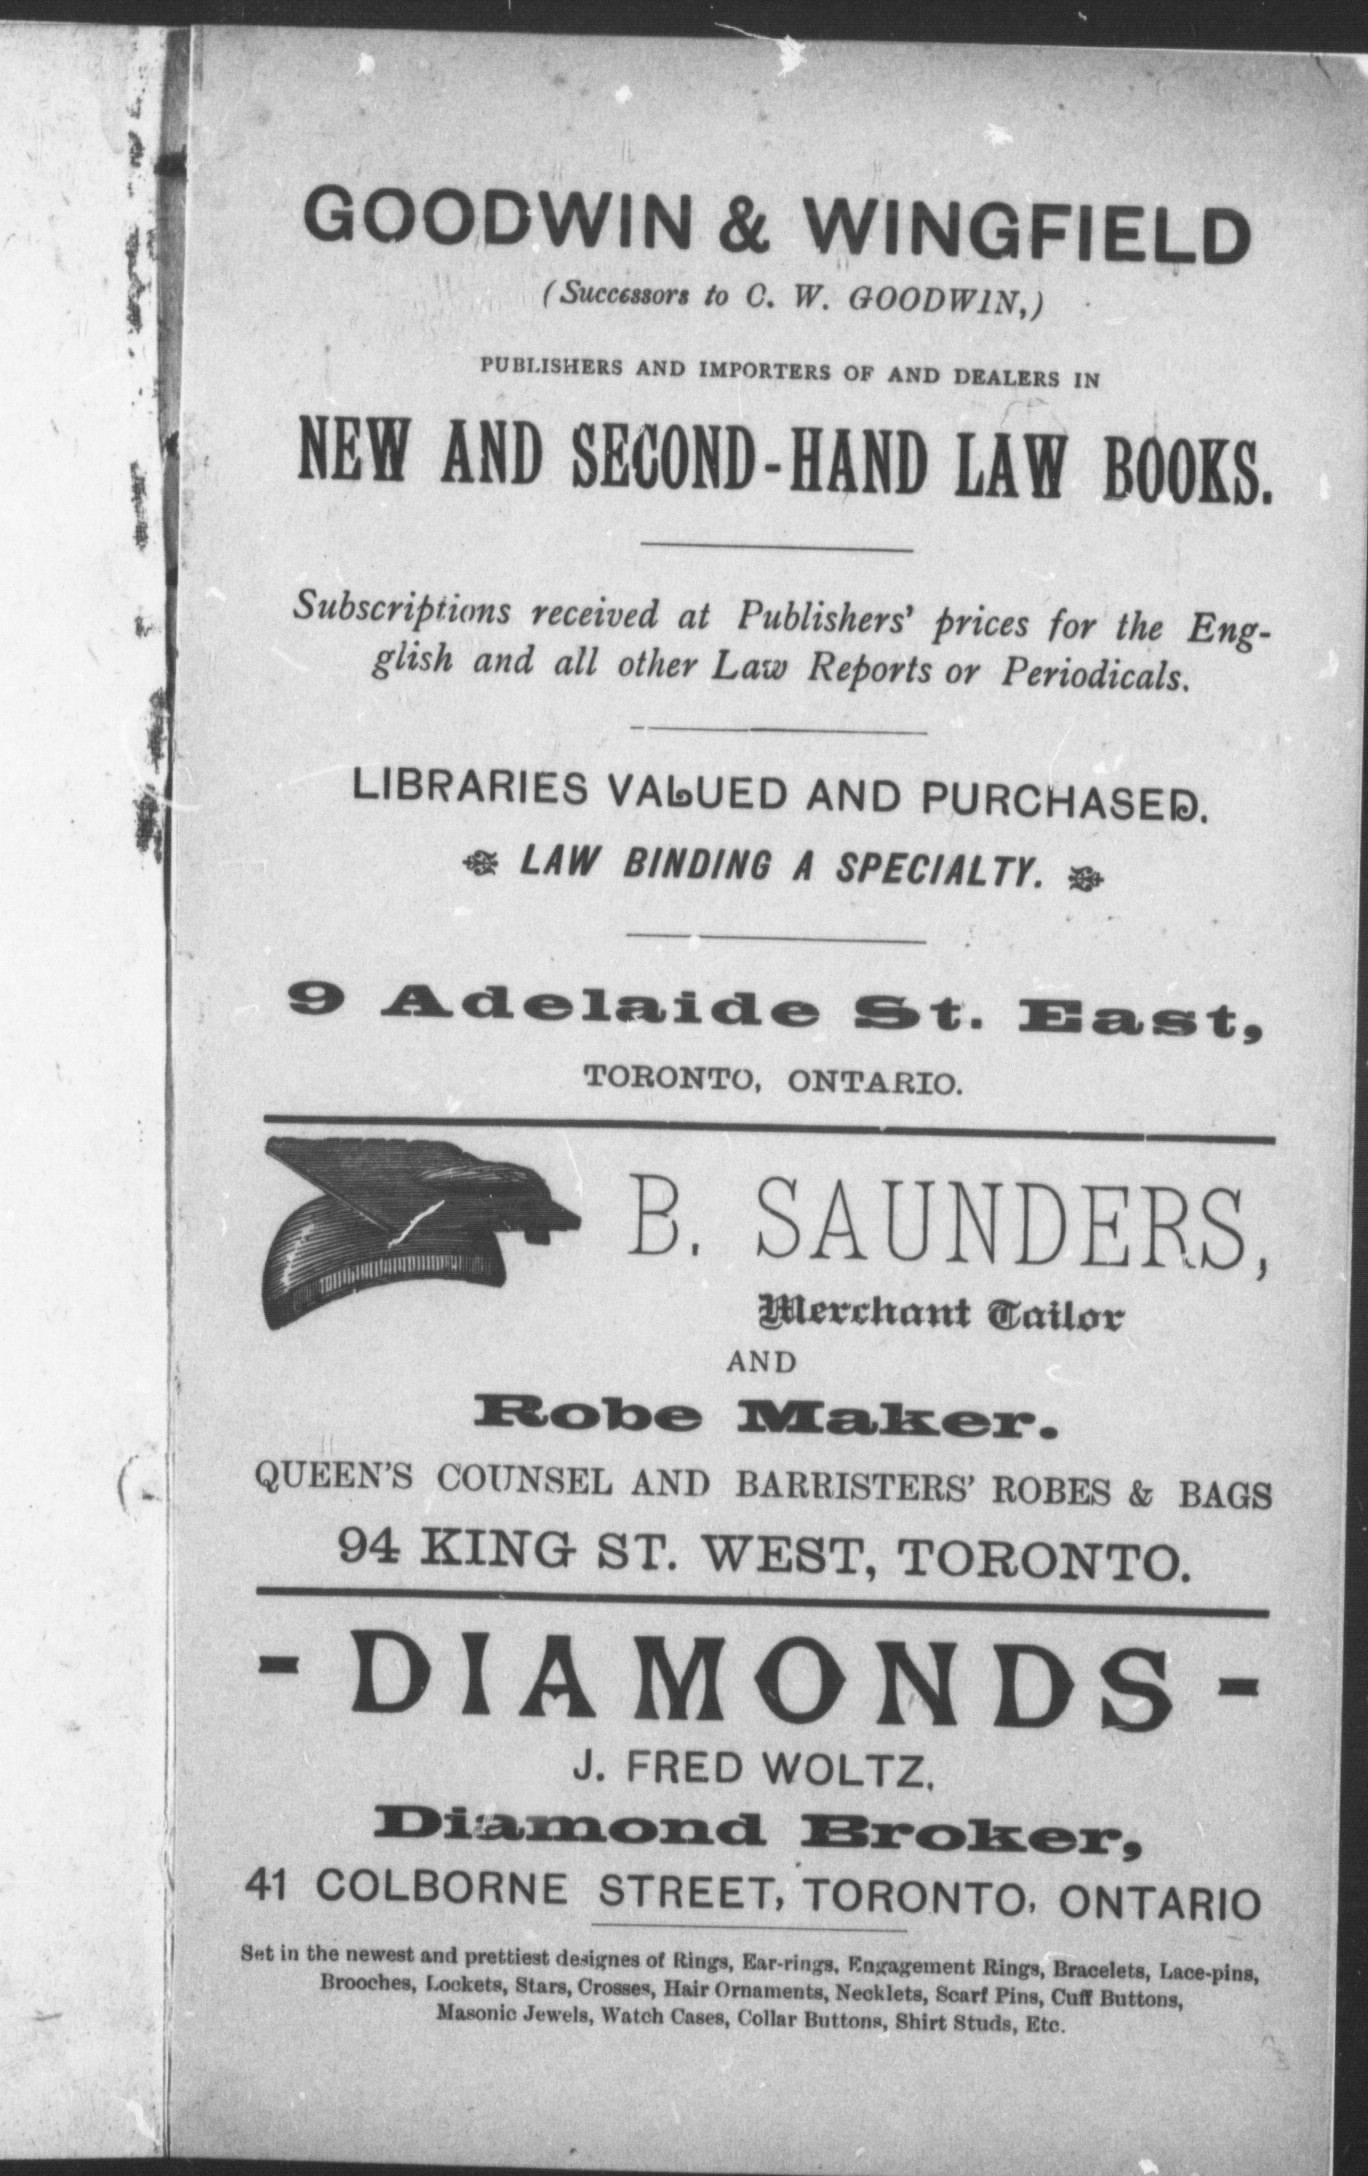 GOODWIN & WINGFIELD
(Successors to C. W. GOODWIN,)
PUBLISHERS AND IMPORTERS OF AND DEALERS IN
NEW AND SECOND-HAND LAW BOOKS.
Subscriptions received at Publishers' prices for the Eng-
glish and all other Law Reports or Periodicals.
LIBRARIES VALUED AND PURCHASED.
LAW BINDING A SPECIALTY.
9 Adelaide St. East,
TORONTO, ONTARIO.
B. SAUNDERS,
Merchant Tailor
AND
Robe Maker.
QUEEN'S COUNSEL AND BARRISTERS' ROBES & BAGS
94 KING ST. WEST, TORONTO.
- DIAMONDS -
J. FRED WOLTZ,
Diamond Broker,
41 COLBORNE STREET, TORONTO, ONTARIO
Set in the newest and prettiest designes of Rings, Ear-rings, Engagement Rings, Bracelets, Lace-pins,
Brooches, Lockets, Stars, Crosses, Hair Ornaments, Necklets, Scarf Pins, Cuff Buttons,
Masonic Jewels, Watch Cases, Collar Buttons, Shirt Studs, Etc.